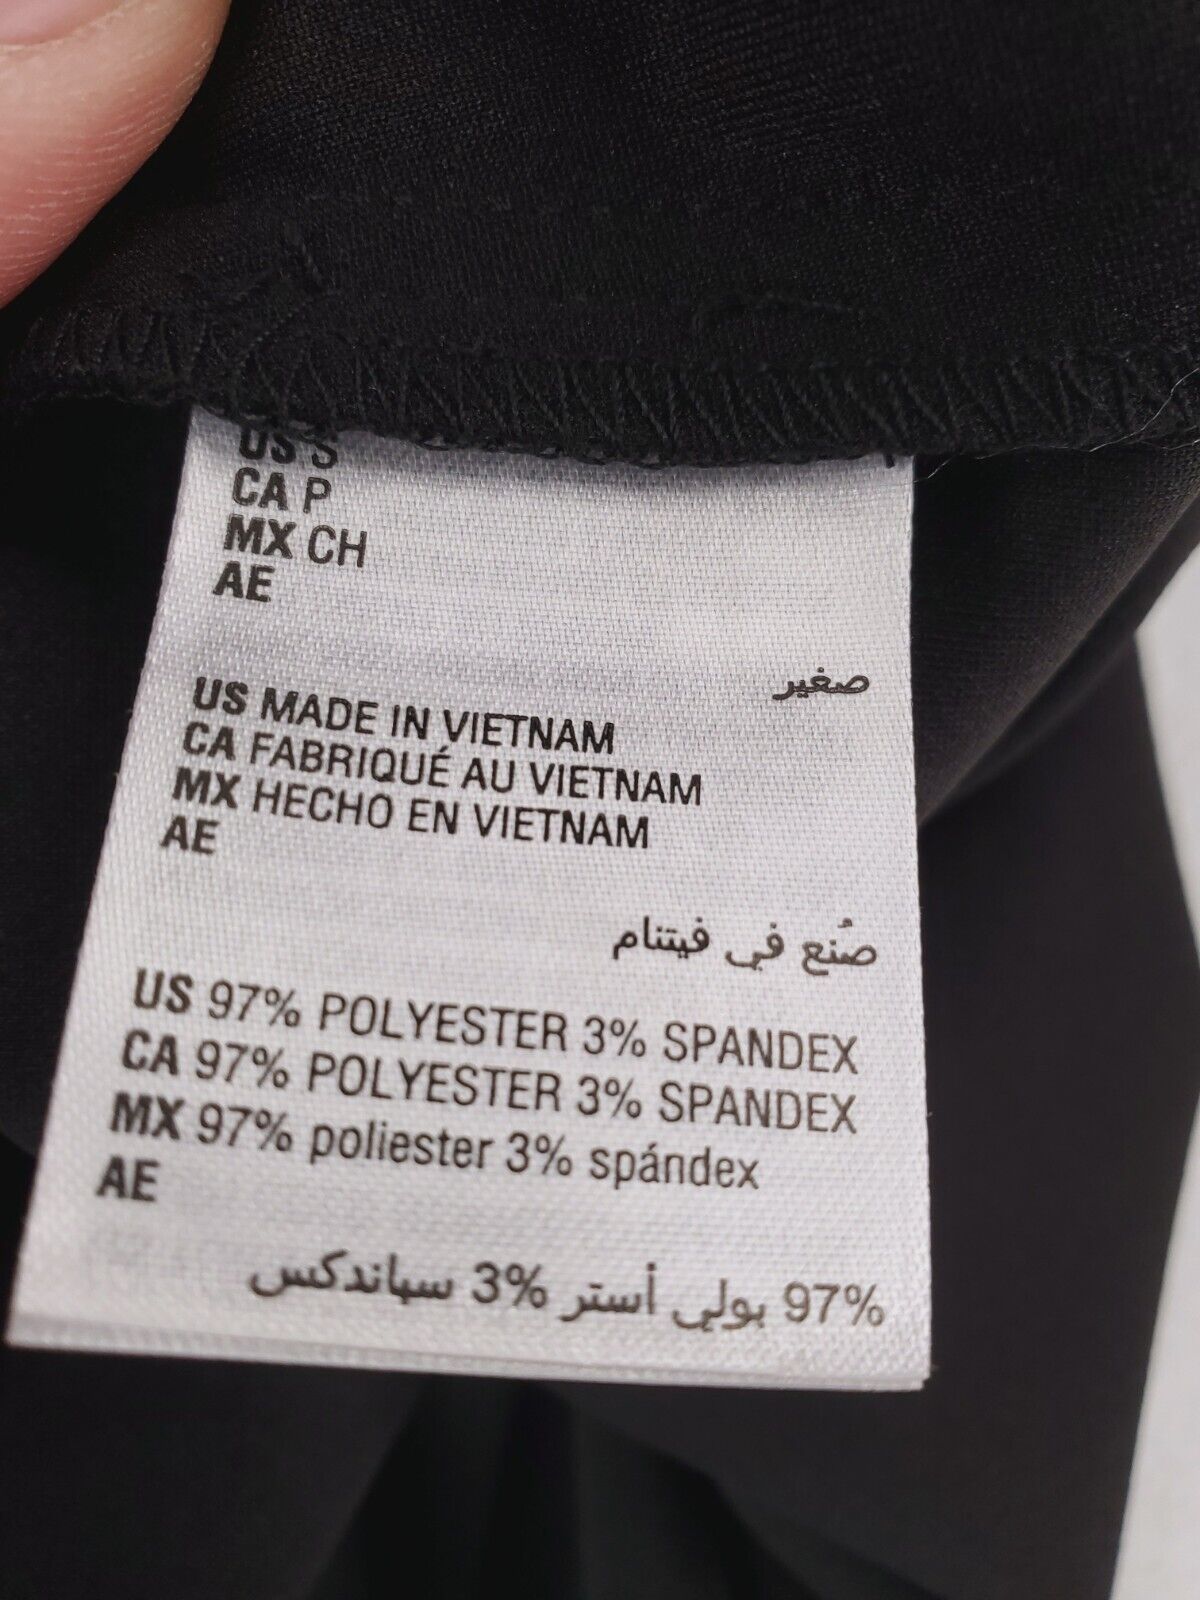 US S
CA P
MX CH
AE
صغير
US MADE IN VIETNAM
CA FABRIQUÉ AU VIETNAM
MX HECHO EN VIETNAM
AE
صُنع في فيتنام
US 97% POLYESTER 3% SPANDEX
CA 97% POLYESTER 3% SPANDEX
MX 97% poliester 3% spándex
AE
97% بولي أستر 3% سباندكس